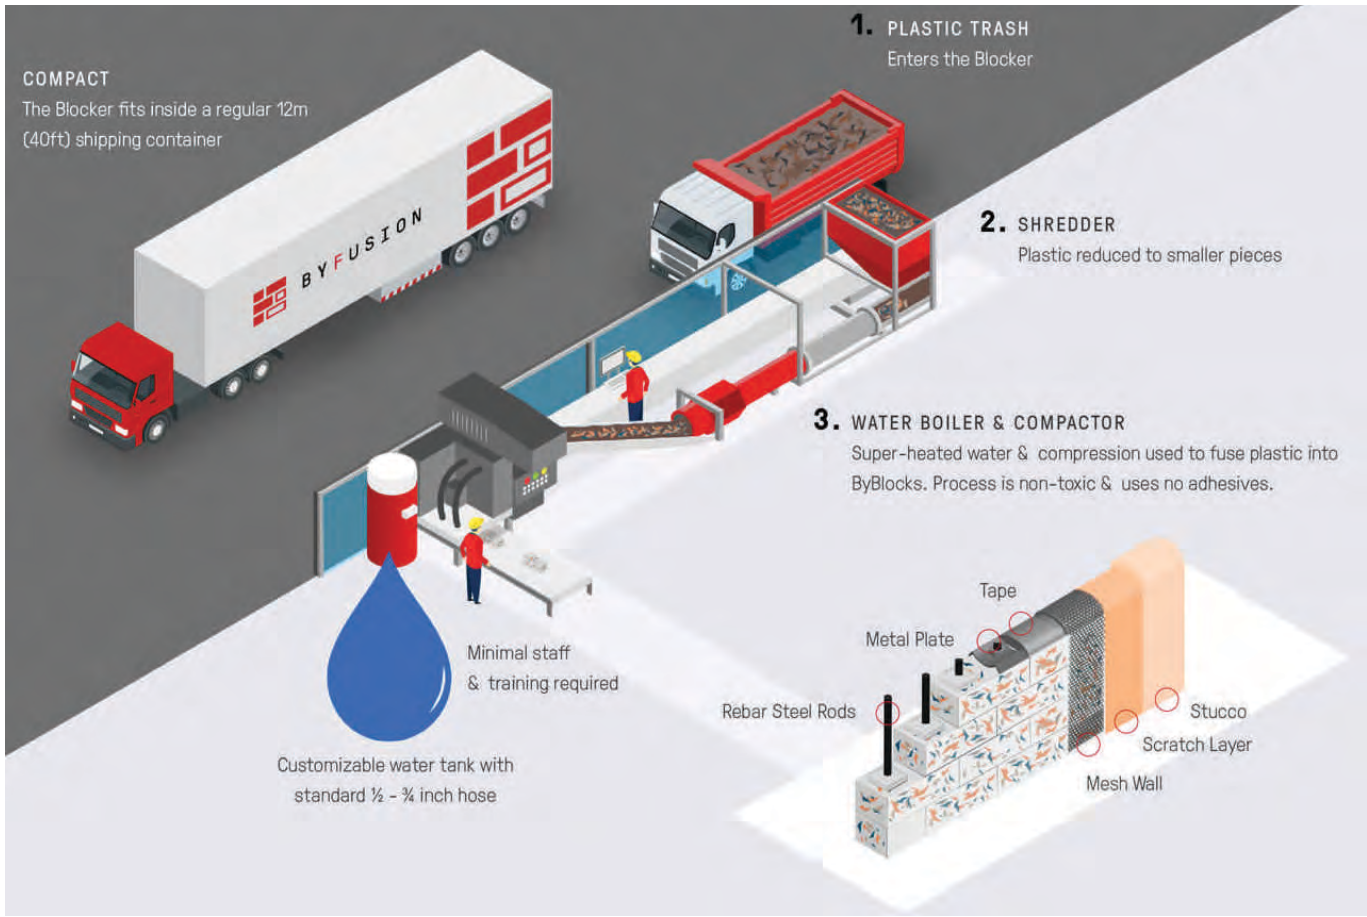 COMPACT
The Blocker fits inside a regular 12m
(40ft) shipping container
BYFUSION
1. PLASTIC TRASH
Enters the Blocker
2. SHREDDER
Plastic reduced to smaller pieces
3. WATER BOILER & COMPACTOR
Super-heated water & compression used to fuse plastic into
ByBlocks. Process is non-toxic & uses no adhesives.
Minimal staff
& training required
Customizable water tank with
standard ½ - ¾ inch hose
Tape
Metal Plate
Rebar Steel Rods
Stucco
Scratch Layer
Mesh Wall